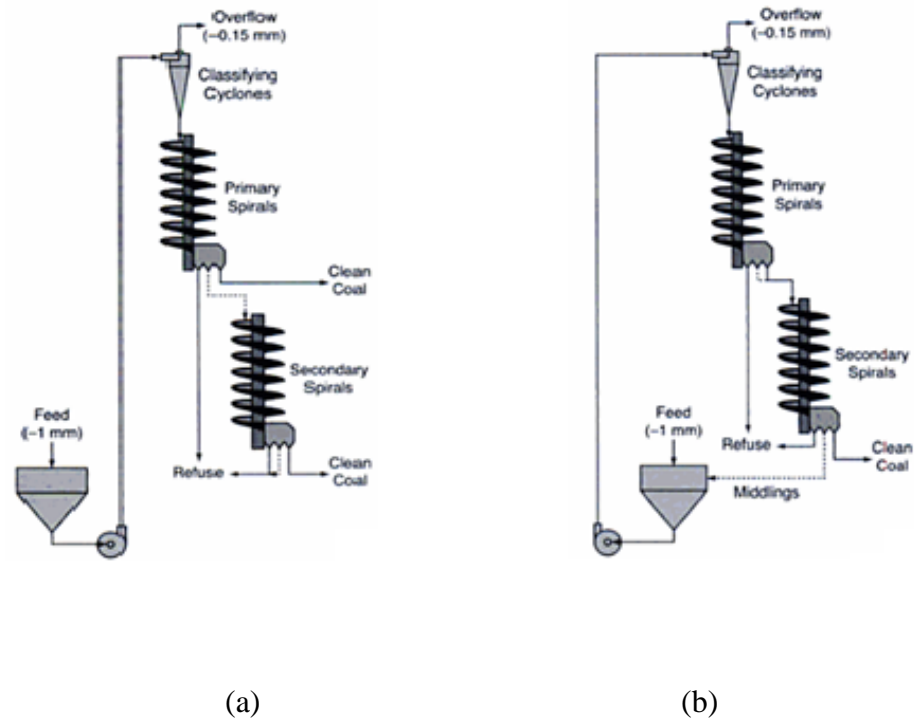 Overflow
(−0.15 mm)
Classifying
Cyclones
Primary
Spirals
Clean
Coal
Secondary
Spirals
Feed
(−1 mm)
Refuse
Clean
Coal
(a)
Overflow
(−0.15 mm)
Classifying
Cyclones
Primary
Spirals
Secondary
Spirals
Feed
(−1 mm)
Refuse
Clean
Coal
Middlings
(b)